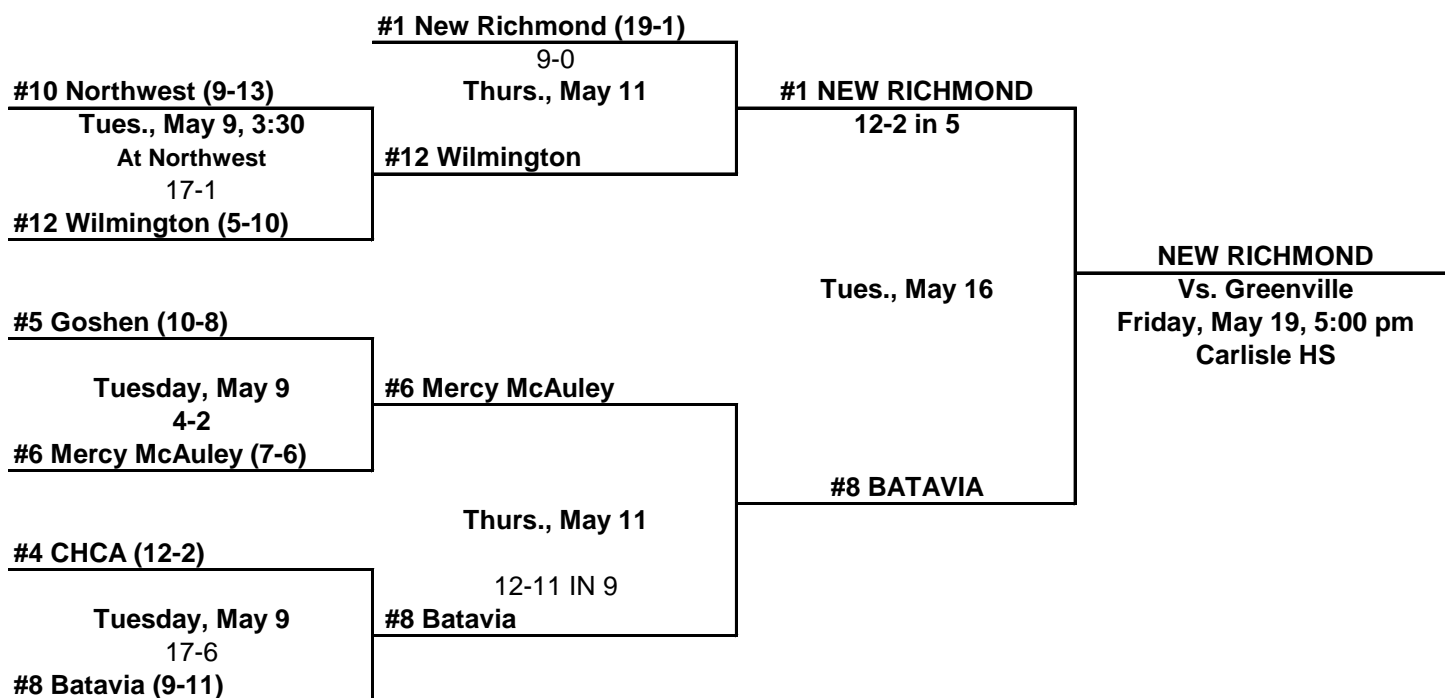 #1 New Richmond (19-1)
9-0
#10 Northwest (9-13)
Thurs., May 11
#1 NEW RICHMOND
Tues., May 9, 3:30
12-2 in 5
At Northwest
#12 Wilmington
17-1
#12 Wilmington (5-10)
NEW RICHMOND
Tues., May 16
Vs. Greenville
#5 Goshen (10-8)
Friday, May 19, 5:00 pm
Carlisle HS
Tuesday, May 9
#6 Mercy McAuley
4-2
#6 Mercy McAuley (7-6)
#8 BATAVIA
Thurs., May 11
#4 CHCA (12-2)
12-11 IN 9
Tuesday, May 9
#8 Batavia
17-6
#8 Batavia (9-11)